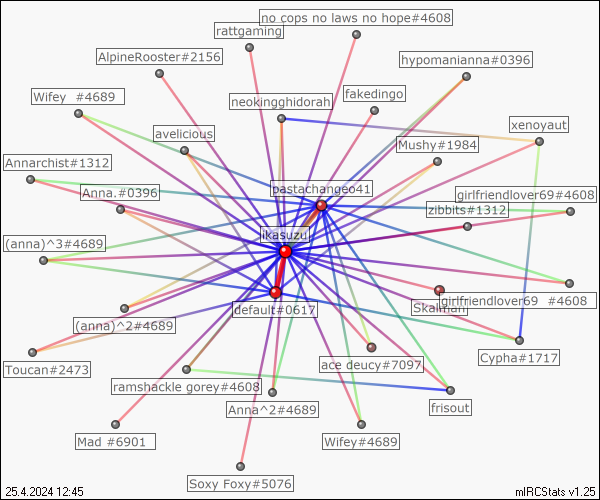 no cops no laws no hope#4608
rattgaming
AlpineRooster#2156
hypomanianna#0396
Wifey #4689
neokingghidorah
fakedingo
xenoyaut
avelicious
Mushy#1984
Annarchist#1312
pastachangeo41
Anna.#0396
girlfriendlover69#4608
zibbits#1312
ikasuzu
(anna)^3#4689
default#0617
girlfriendlover69 #4608
(anna)^2#4689
Cypha#1717
Toucan#2473
ace deucy#7097
ramshackle gorey#4608
Anna^2#4689
frisout
Mad #6901
Wifey#4689
Soxy Foxy#5076
25.4.2024 12:45
mIRCStats v1.25